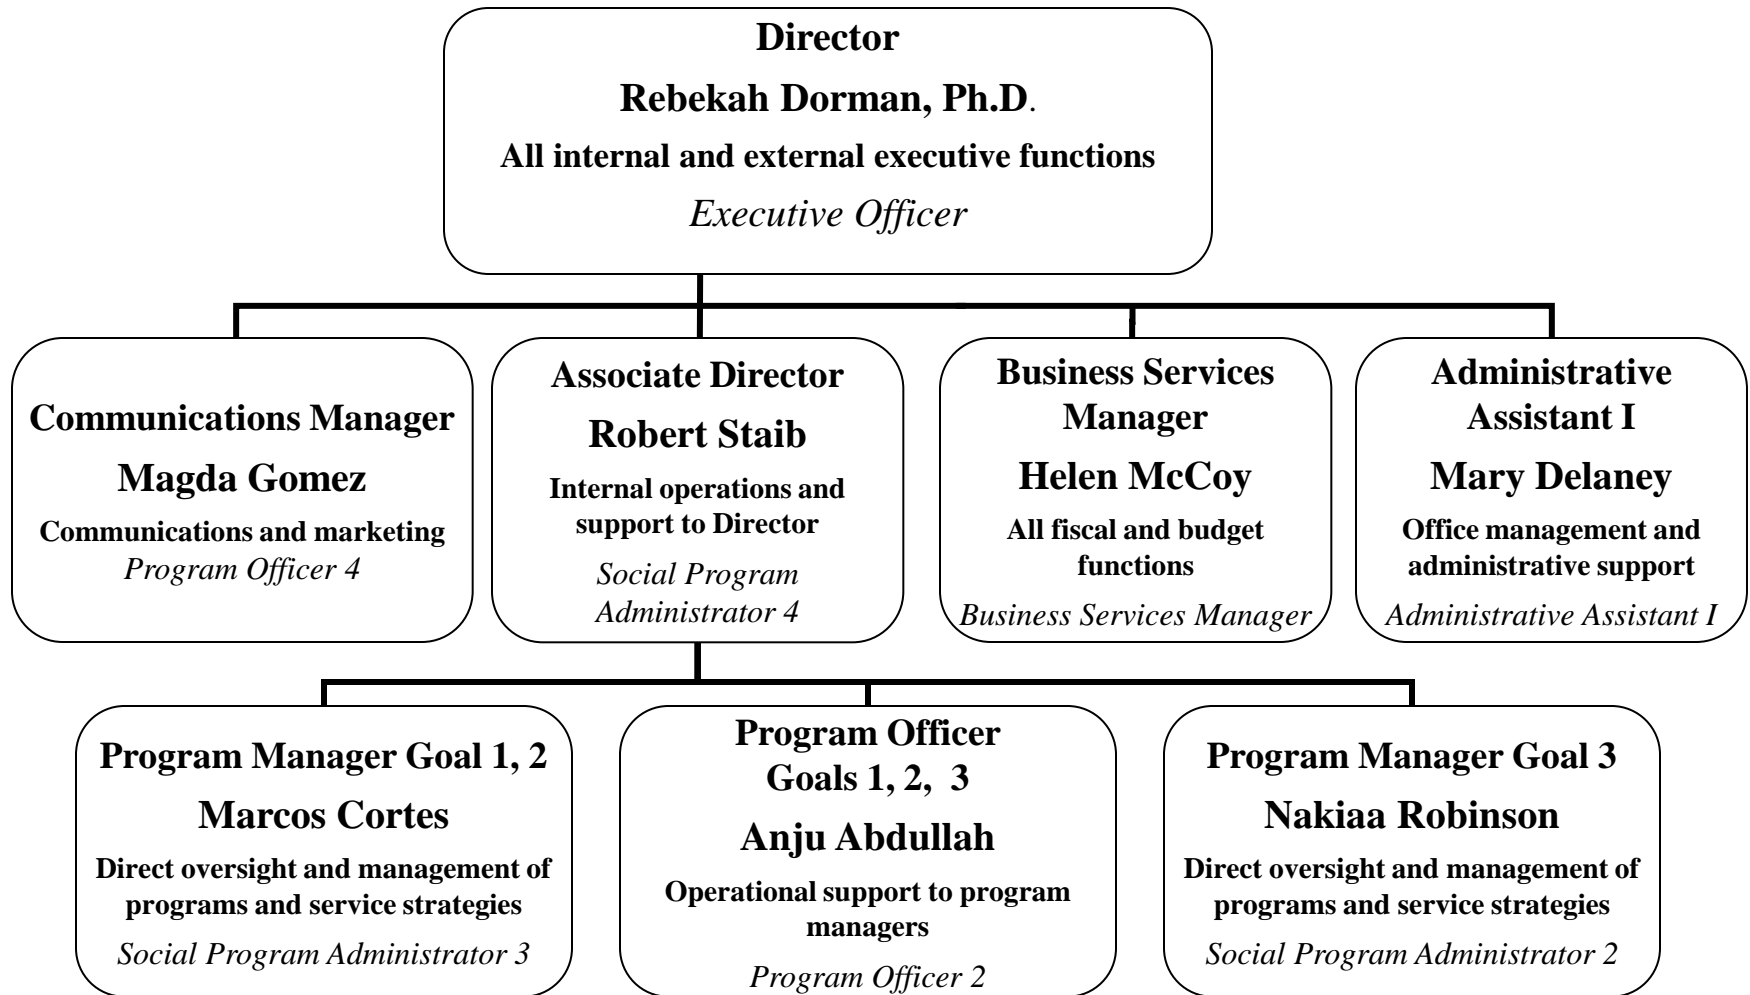 Director
Rebekah Dorman, Ph.D.
All internal and external executive functions
Executive Officer
Communications Manager
Magda Gomez
Communications and marketing
Program Officer 4
Associate Director
Robert Staib
Internal operations and
support to Director
Social Program
Administrator 4
Business Services
Manager
Helen McCoy
All fiscal and budget
functions
Business Services Manager
Administrative
Assistant I
Mary Delaney
Office management and
administrative support
Administrative Assistant I
Program Manager Goal 1, 2
Marcos Cortes
Direct oversight and management of
programs and service strategies
Social Program Administrator 3
Program Officer
Goals 1, 2,  3
Anju Abdullah
Operational support to program
managers
Program Officer 2
Program Manager Goal 3
Nakiaa Robinson
Direct oversight and management of
programs and service strategies
Social Program Administrator 2